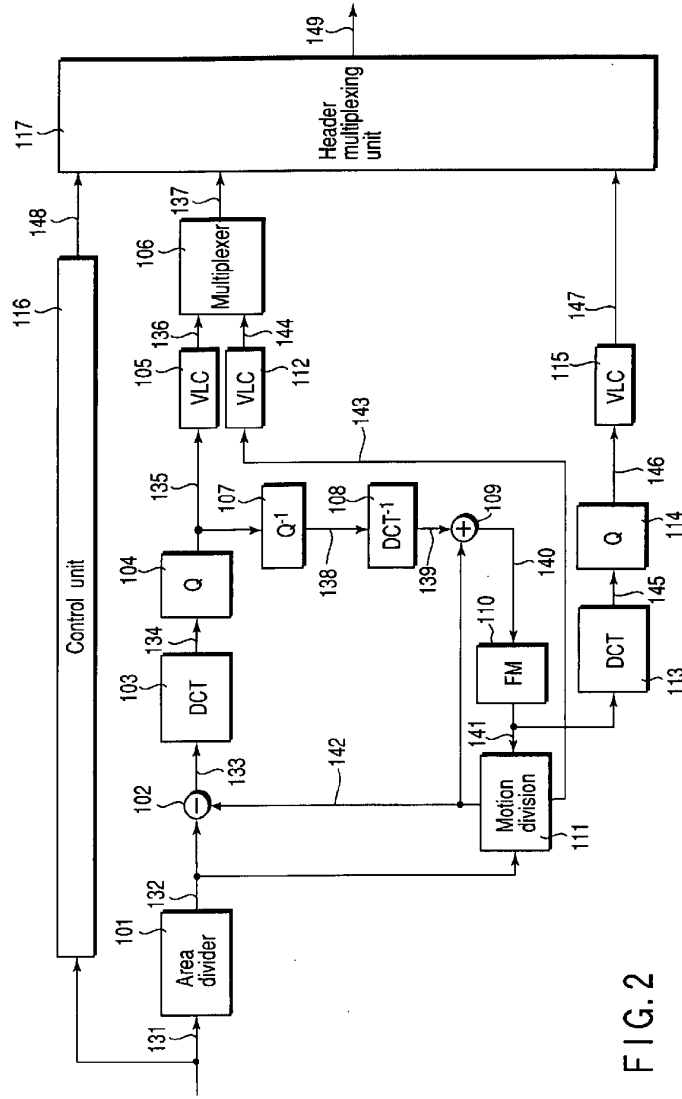 116
148
117
149
Control unit
Header
multiplexing
unit
131
101
Area
divider
132
102
133
103
DCT
134
104
Q
135
105
VLC
136
106
Multiplexer
137
112
VLC
144
107
Q-1
138
108
DCT-1
139
109
+
−
140
110
FM
141
142
143
Motion
division
111
DCT
113
145
Q
114
146
115
VLC
147
FIG. 2